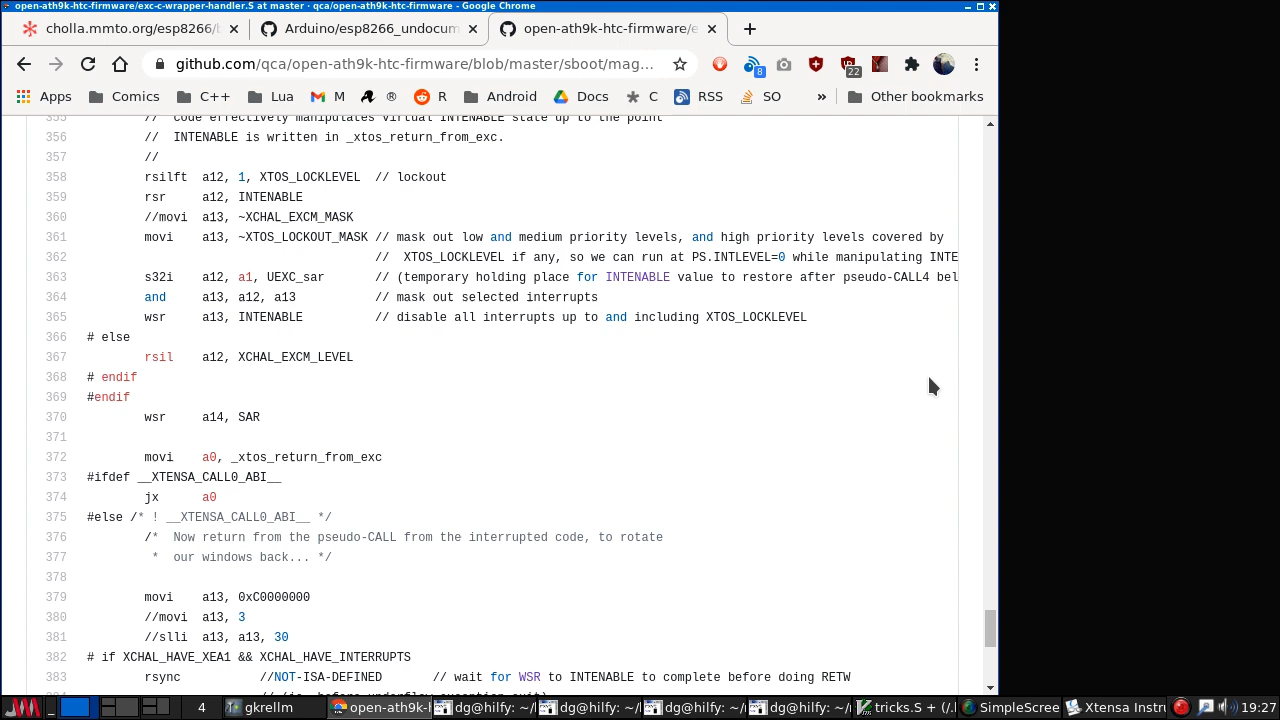 open-ath9k-htc-firmware/exc-c-wrapper-handler.S at master · qca/open-ath9k-htc-firmware - Google Chrome
cholla.mmto.org/esp8266/ Arduino/esp8266_undocum open-ath9k-htc-firmware/e
github.com/qca/open-ath9k-htc-firmware/blob/master/sboot/mag... 8 22
Apps Comics C++ Lua M ® R Android Docs C RSS SO » Other bookmarks
355 // Code effectively manipulates virtual INTENABLE state up to the point
356 // INTENABLE is written in _xtos_return_from_exc.
357 //
358 rsilft a12, 1, XTOS_LOCKLEVEL // lockout
359 rsr a12, INTENABLE
360 //movi a13, ~XCHAL_EXCM_MASK
361 movi a13, ~XTOS_LOCKOUT_MASK // mask out low and medium priority levels, and high priority levels covered by
362 // XTOS_LOCKLEVEL if any, so we can run at PS.INTLEVEL=0 while manipulating INTE
363 s32i a12, a1, UEXC_sar // (temporary holding place for INTENABLE value to restore after pseudo-CALL4 bel
364 and a13, a12, a13 // mask out selected interrupts
365 wsr a13, INTENABLE // disable all interrupts up to and including XTOS_LOCKLEVEL
366 # else
367 rsil a12, XCHAL_EXCM_LEVEL
368 # endif
369 #endif
370 wsr a14, SAR
371
372 movi a0, _xtos_return_from_exc
373 #ifdef __XTENSA_CALL0_ABI__
374 jx a0
375 #else /* ! __XTENSA_CALL0_ABI__ */
376 /* Now return from the pseudo-CALL from the interrupted code, to rotate
377 * our windows back... */
378
379 movi a13, 0xC0000000
380 //movi a13, 3
381 //slli a13, a13, 30
382 # if XCHAL_HAVE_XEA1 && XCHAL_HAVE_INTERRUPTS
383 rsync //NOT-ISA-DEFINED // wait for WSR to INTENABLE to complete before doing RETW
384 // (ie. before underflow exception exit)
4 gkrellm open-ath9k-h dg@hilfy: ~/ dg@hilfy: ~/ dg@hilfy: ~/ dg@hilfy: ~/ tricks.S + (/. SimpleScree Xtensa Instr 19:27